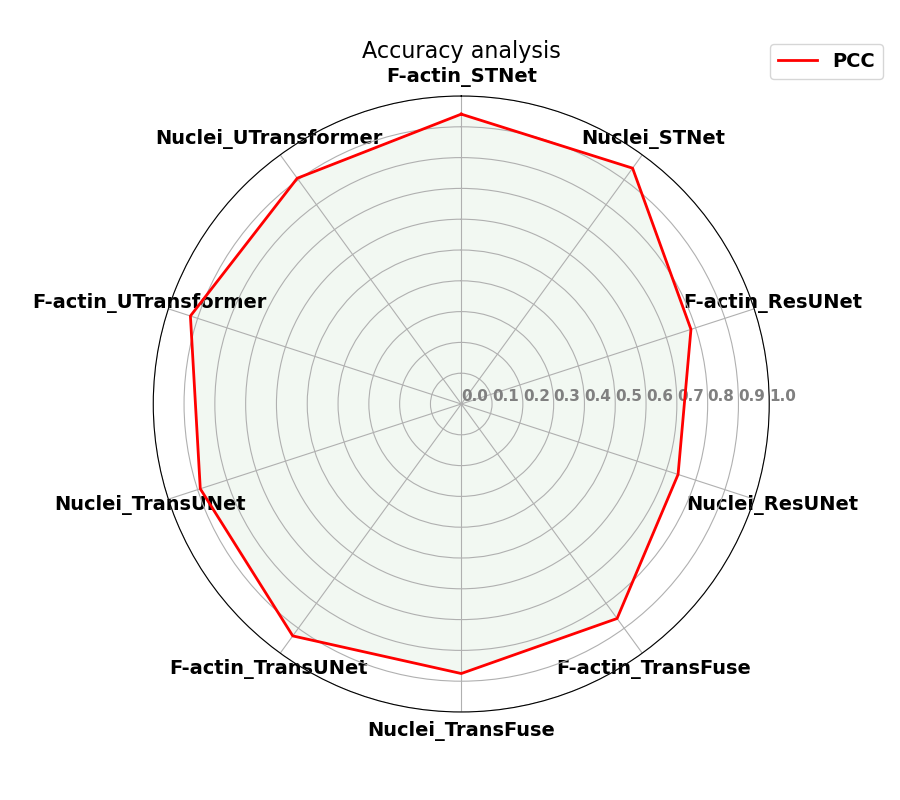 Accuracy analysis
PCC
F-actin_STNet
Nuclei_UTransformer
Nuclei_STNet
F-actin_UTransformer
F-actin_ResUNet
0.0 0.1 0.2 0.3 0.4 0.5 0.6 0.7 0.8 0.9 1.0
Nuclei_TransUNet
Nuclei_ResUNet
F-actin_TransUNet
F-actin_TransFuse
Nuclei_TransFuse